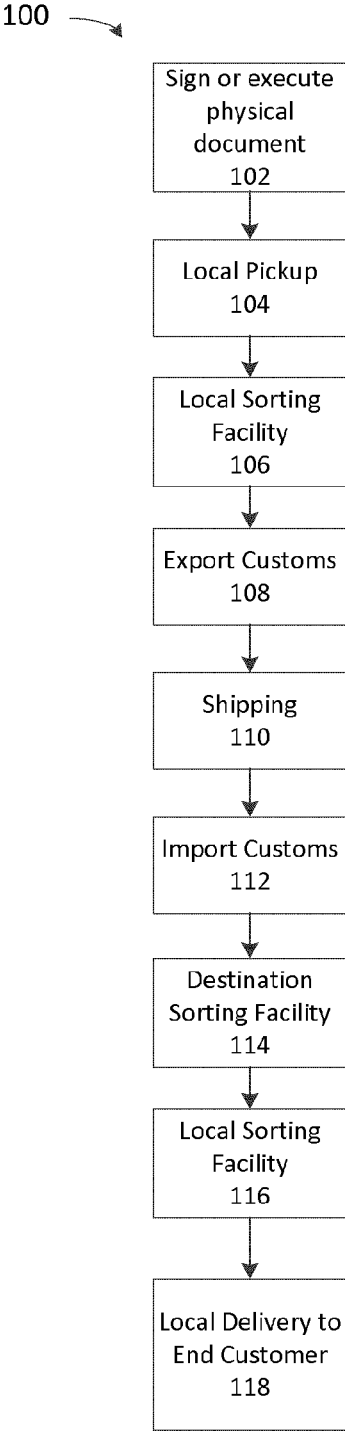 100
Sign or execute
physical
document
102
Local Pickup
104
Local Sorting
Facility
106
Export Customs
108
Shipping
110
Import Customs
112
Destination
Sorting Facility
114
Local Sorting
Facility
116
Local Delivery to
End Customer
118